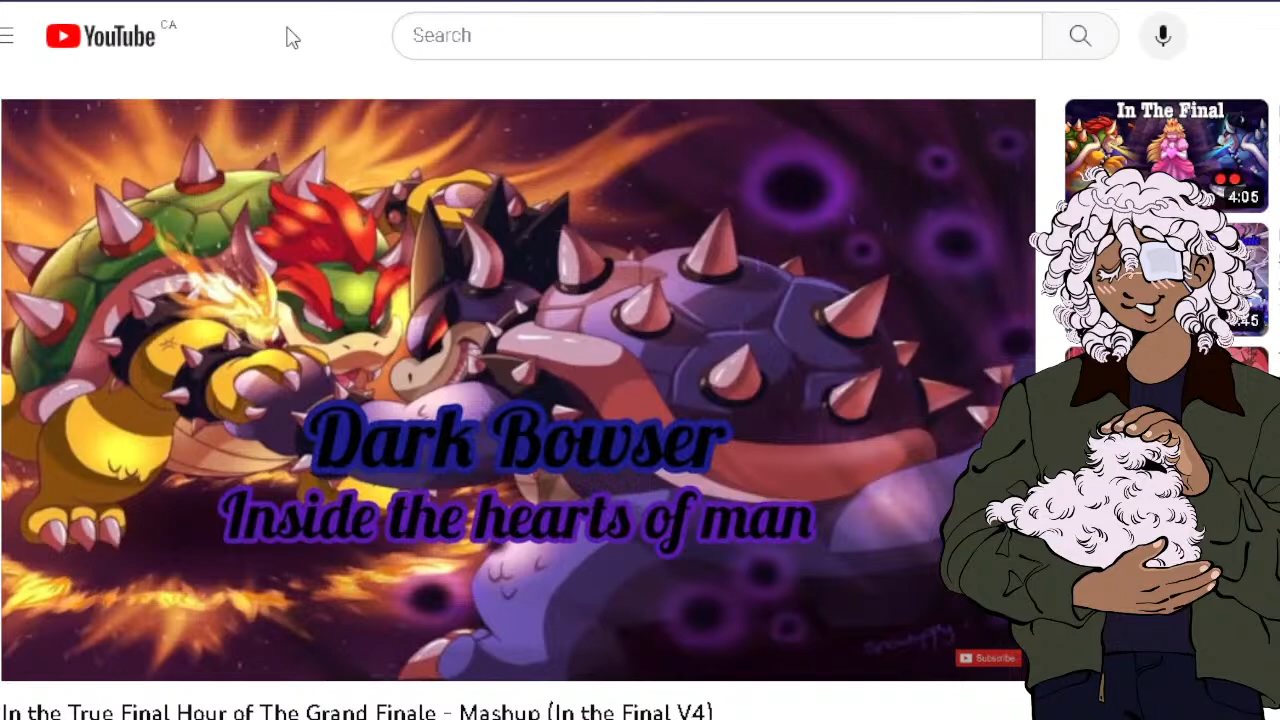 YouTube CA
Search
In The Final
4:05
Dark Bowser
Inside the hearts of man
Subscribe
In the True Final Hour of The Grand Finale - Mashup (In the Final V4)